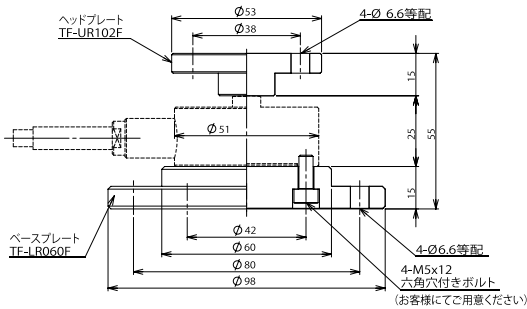 ヘッドプレート
TF-UR102F
Ø53
Ø38
4-Ø 6.6等配
15
Ø51
25
55
15
ベースプレート
TF-LR060F
Ø42
Ø60
Ø80
Ø98
4-Ø6.6等配
4-M5x12
六角穴付きボルト
(お客様にてご用意ください)